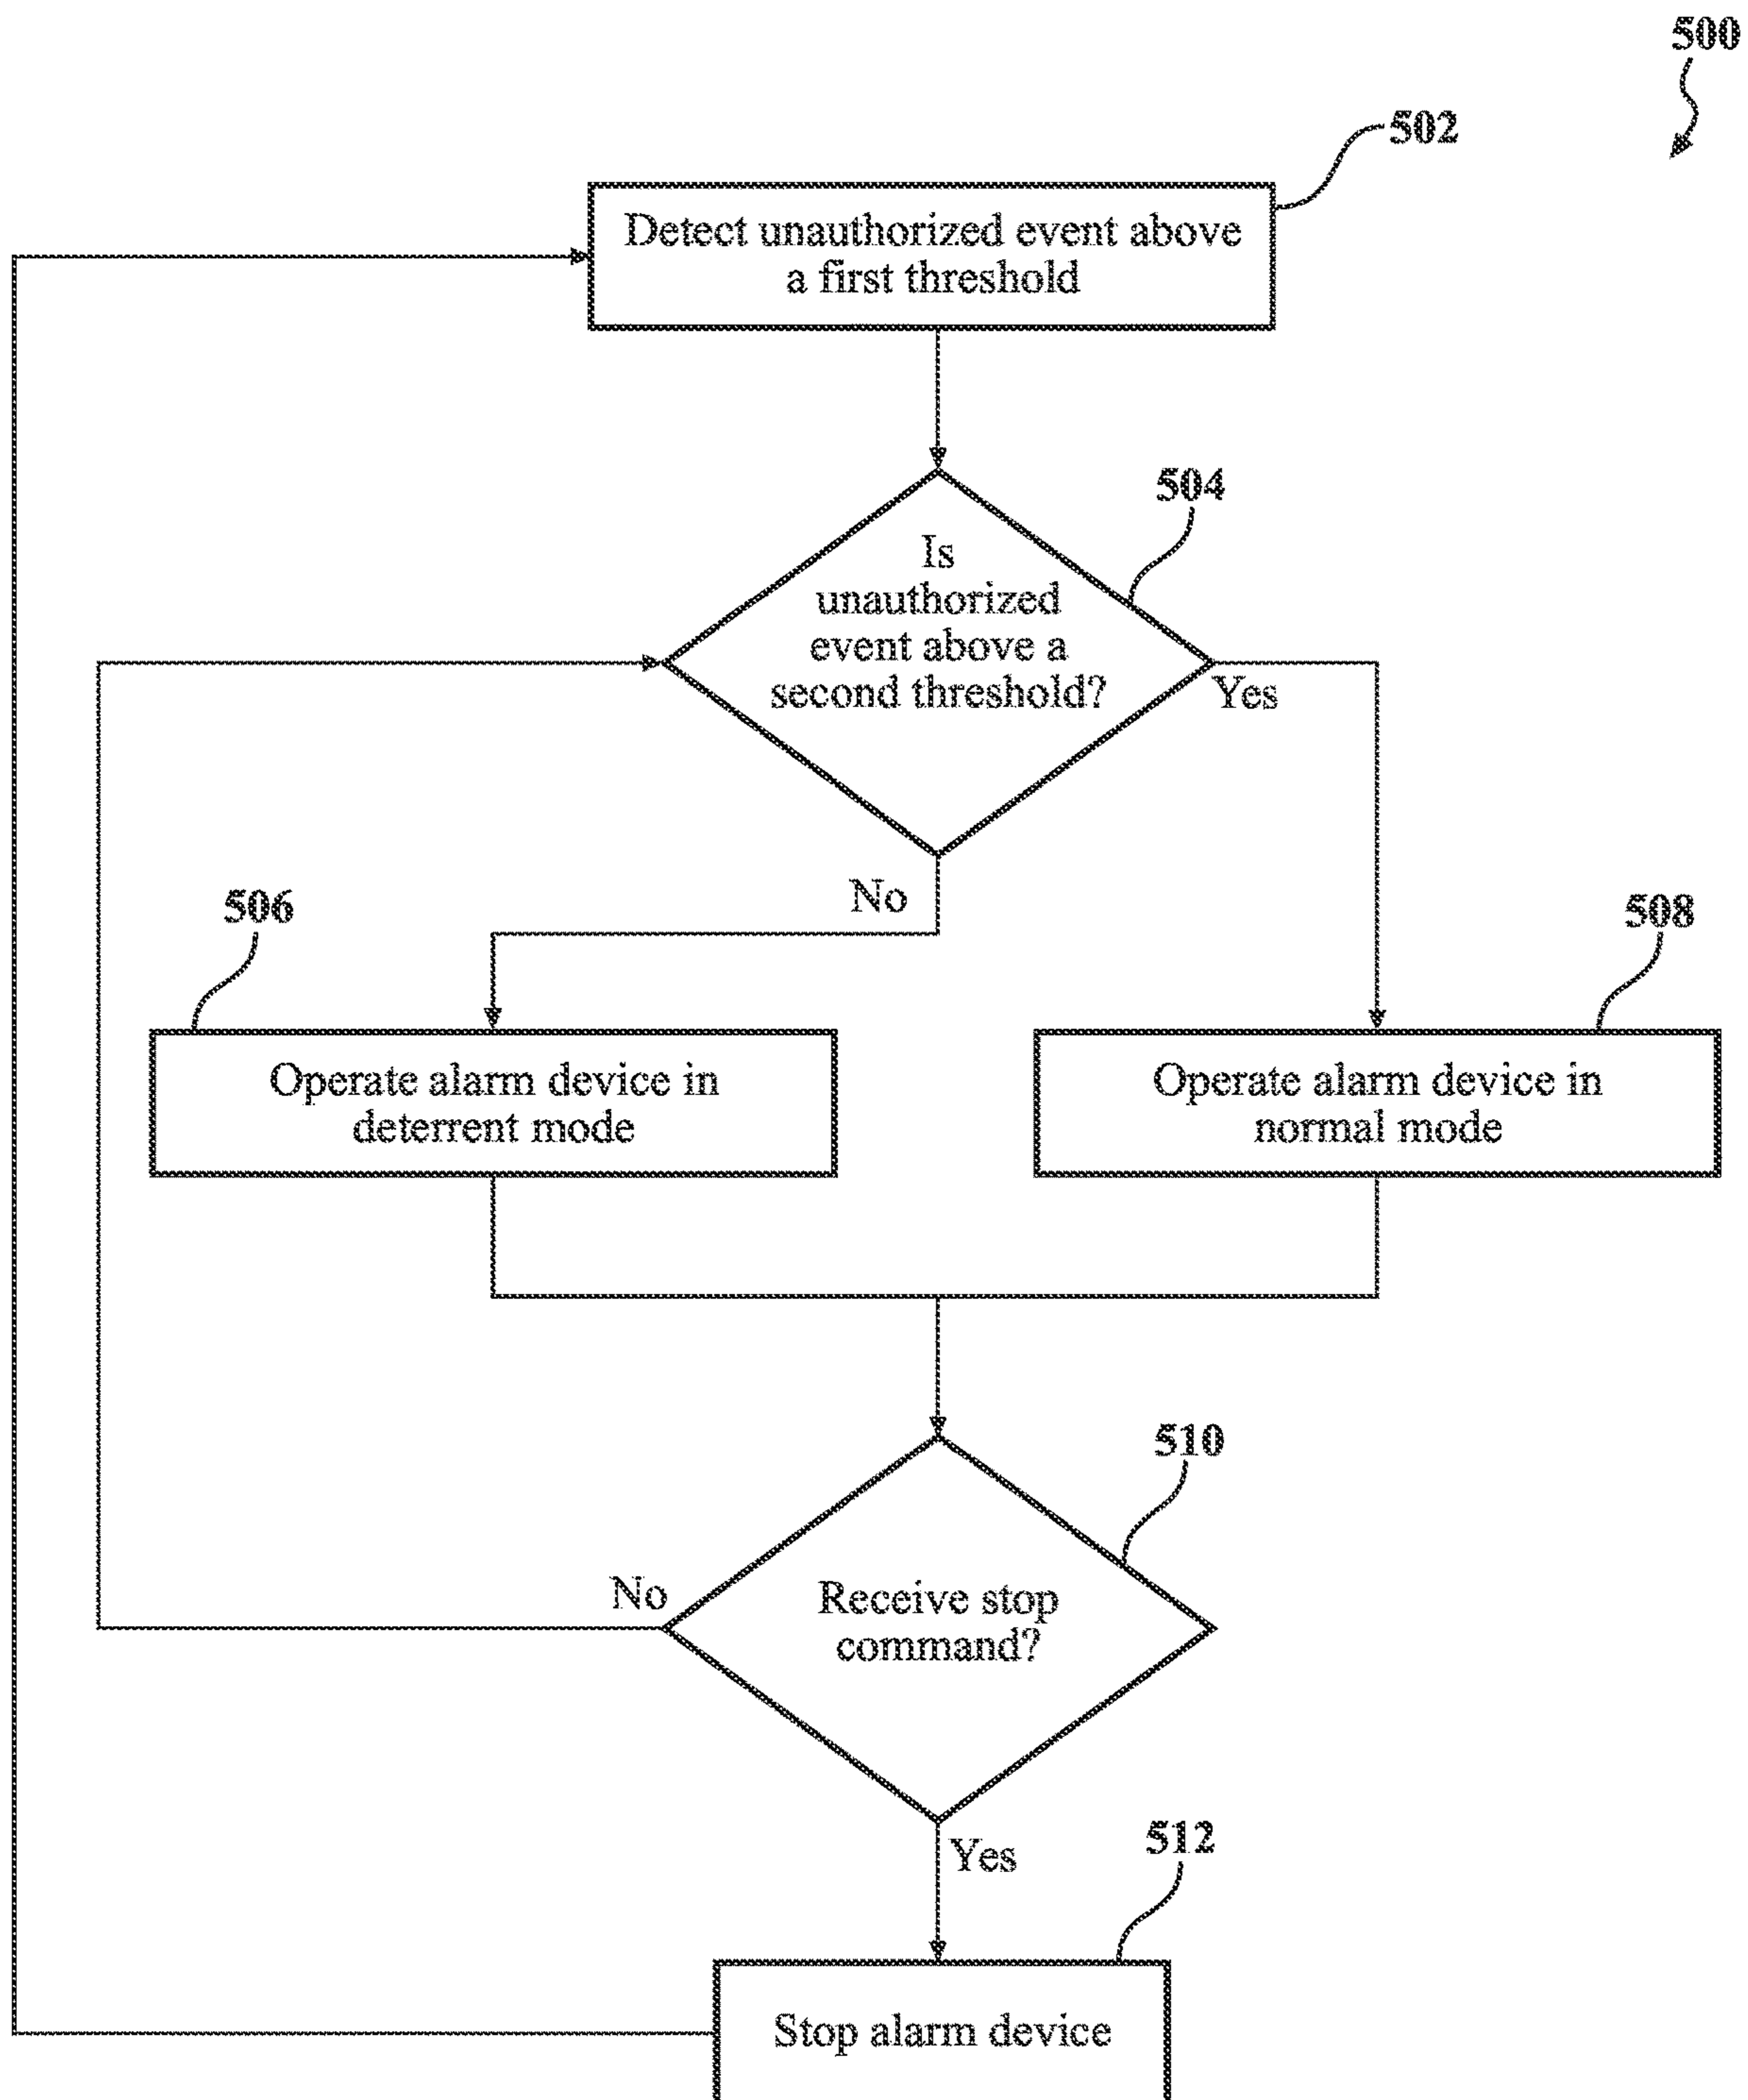 500
502
Detect unauthorized event above
a first threshold
504
Is
unauthorized
event above a
second threshold?
Yes
No
506
508
Operate alarm device in
deterrent mode
Operate alarm device in
normal mode
510
No
Receive stop
command?
Yes
512
Stop alarm device